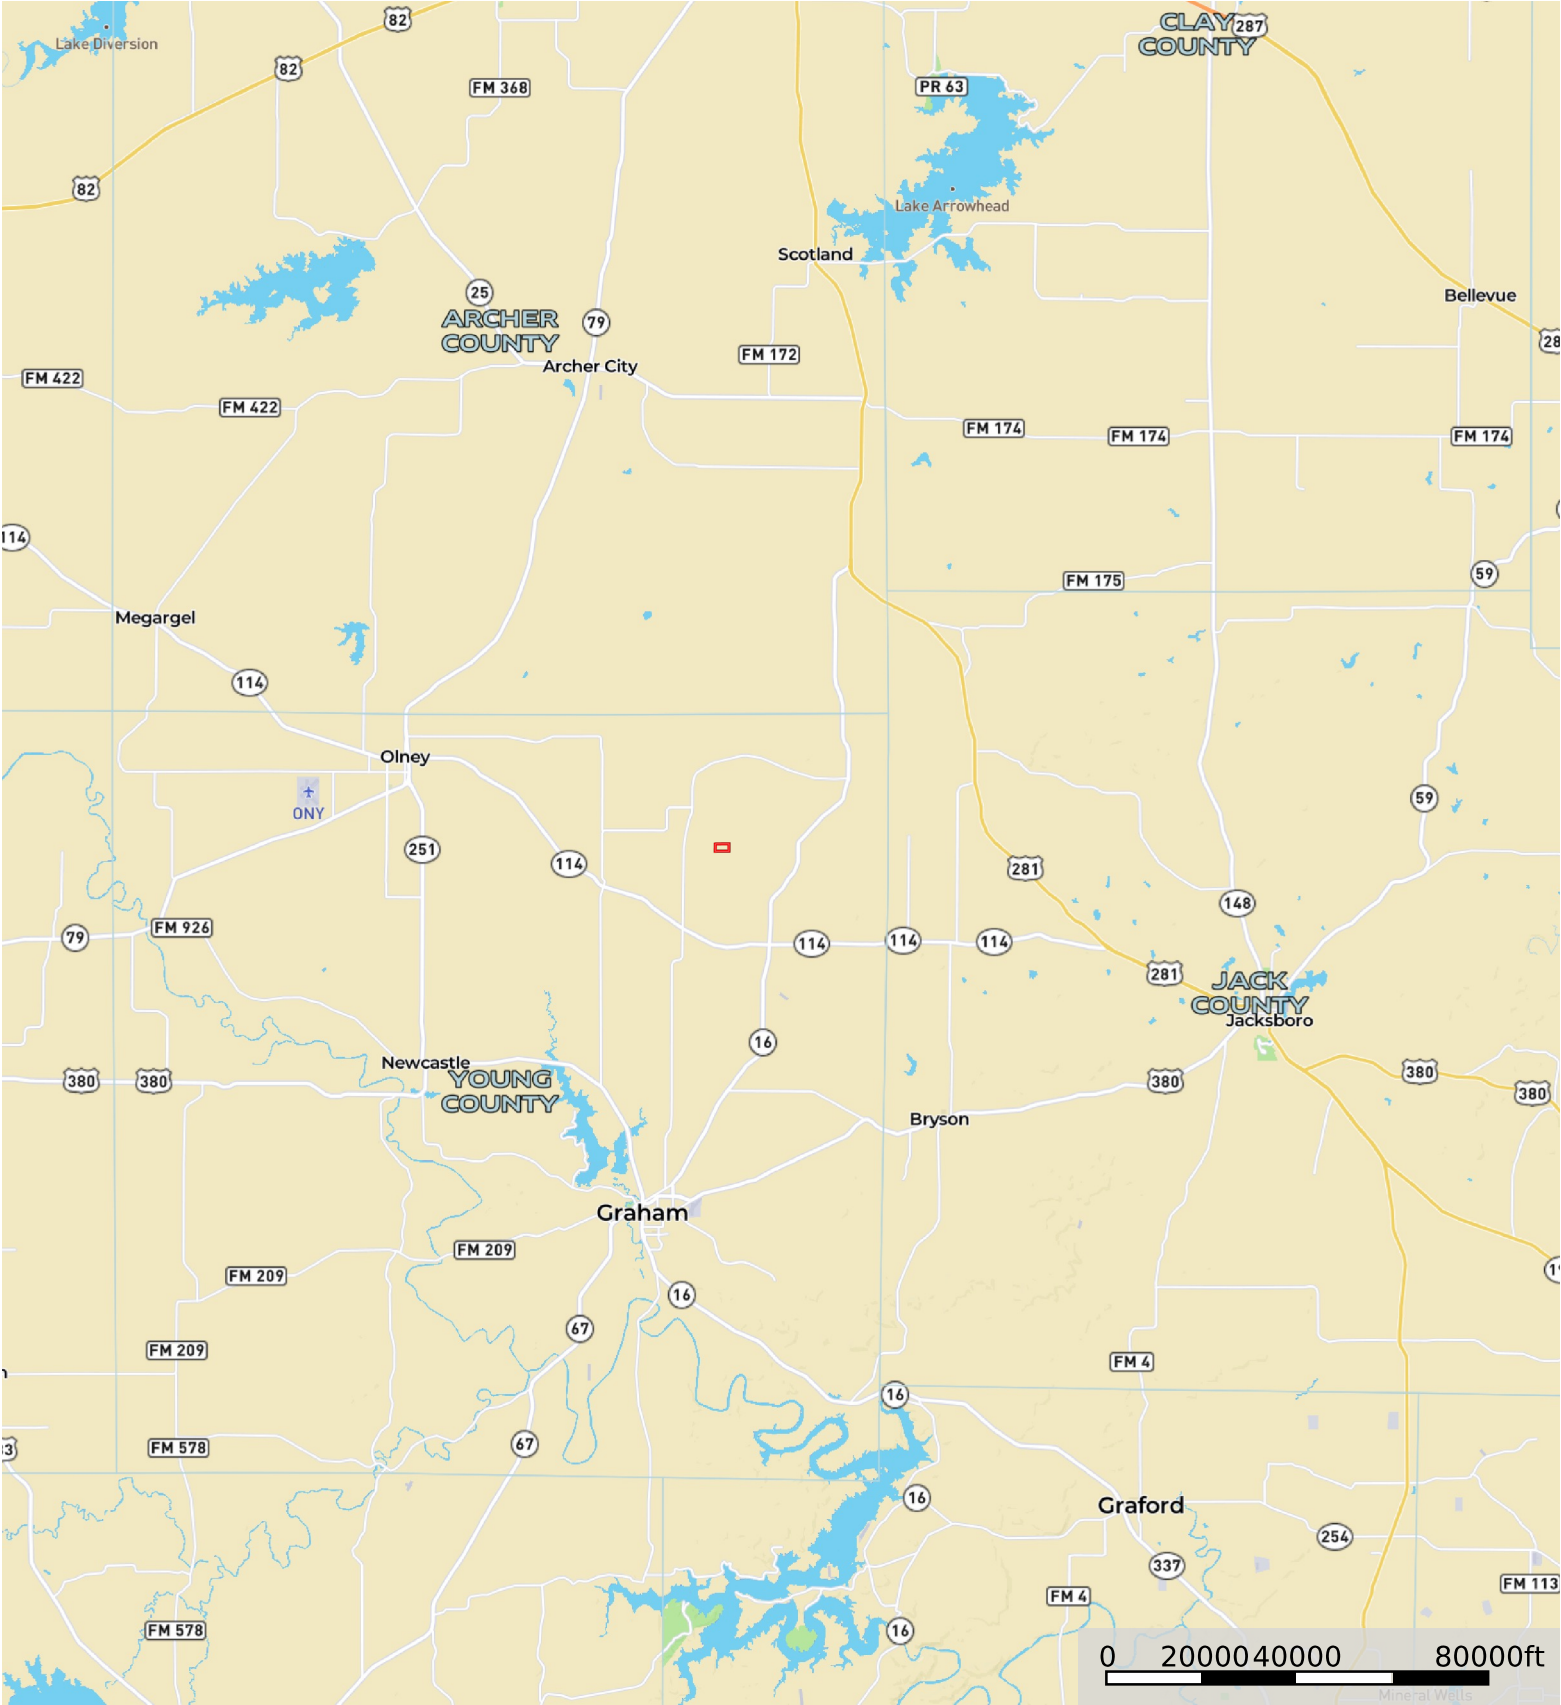 82
CLAY
COUNTY
287
Lake Diversion
82
FM 368
PR 63
82
Lake Arrowhead
Scotland
25
Bellevue
ARCHER
COUNTY
79
28
FM 172
Archer City
FM 422
FM 422
FM 174
FM 174
FM 174
114
59
FM 175
Megargel
114
Olney
ONY
59
251
114
281
148
FM 926
79
114
114
114
281
JACK
COUNTY
Jacksboro
16
Newcastle
380
380
YOUNG
COUNTY
380
380
380
Bryson
Graham
FM 209
FM 209
16
67
FM 209
FM 4
16
67
FM 578
16
Graford
254
337
FM 113
FM 4
FM 578
16
0 20000 40000 80000ft
Mineral Wells